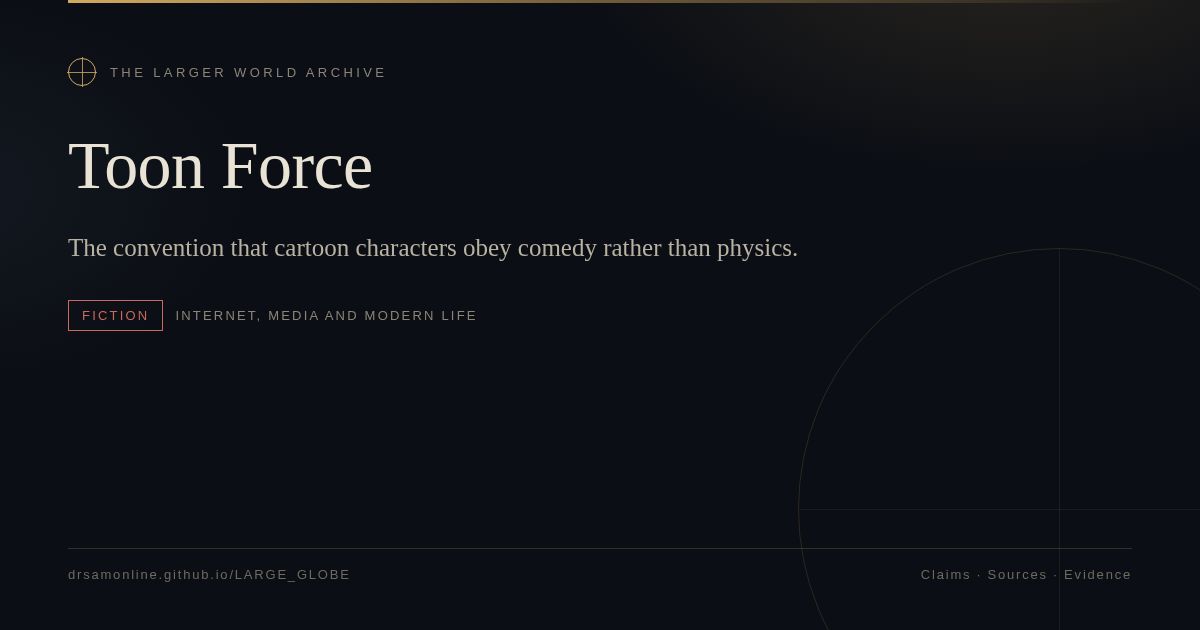 THE LARGER WORLD ARCHIVE
Toon Force
The convention that cartoon characters obey comedy rather than physics.
FICTION INTERNET, MEDIA AND MODERN LIFE
drsamonline.github.io/LARGE_GLOBE
Claims · Sources · Evidence